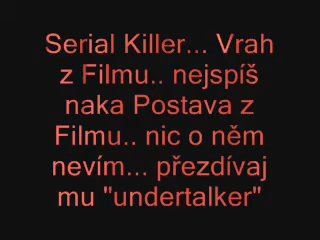 Serial Killer... Vrah
z Filmu.. nejspíš
naka Postava z
Filmu.. nic o něm
nevím... přezdívaj
mu "undertalker"